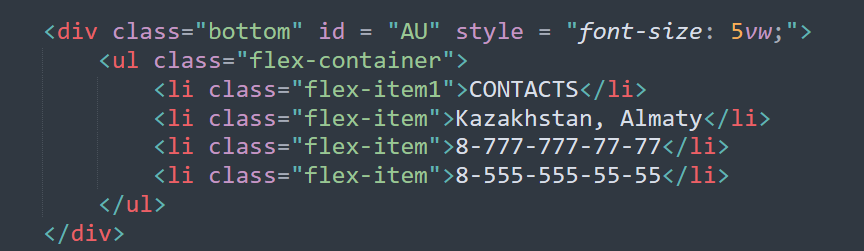 <div class="bottom" id = "AU" style = "font-size: 5vw;">
    <ul class="flex-container">
        <li class="flex-item1">CONTACTS</li>
        <li class="flex-item">Kazakhstan, Almaty</li>
        <li class="flex-item">8-777-777-77-77</li>
        <li class="flex-item">8-555-555-55-55</li>
    </ul>
</div>